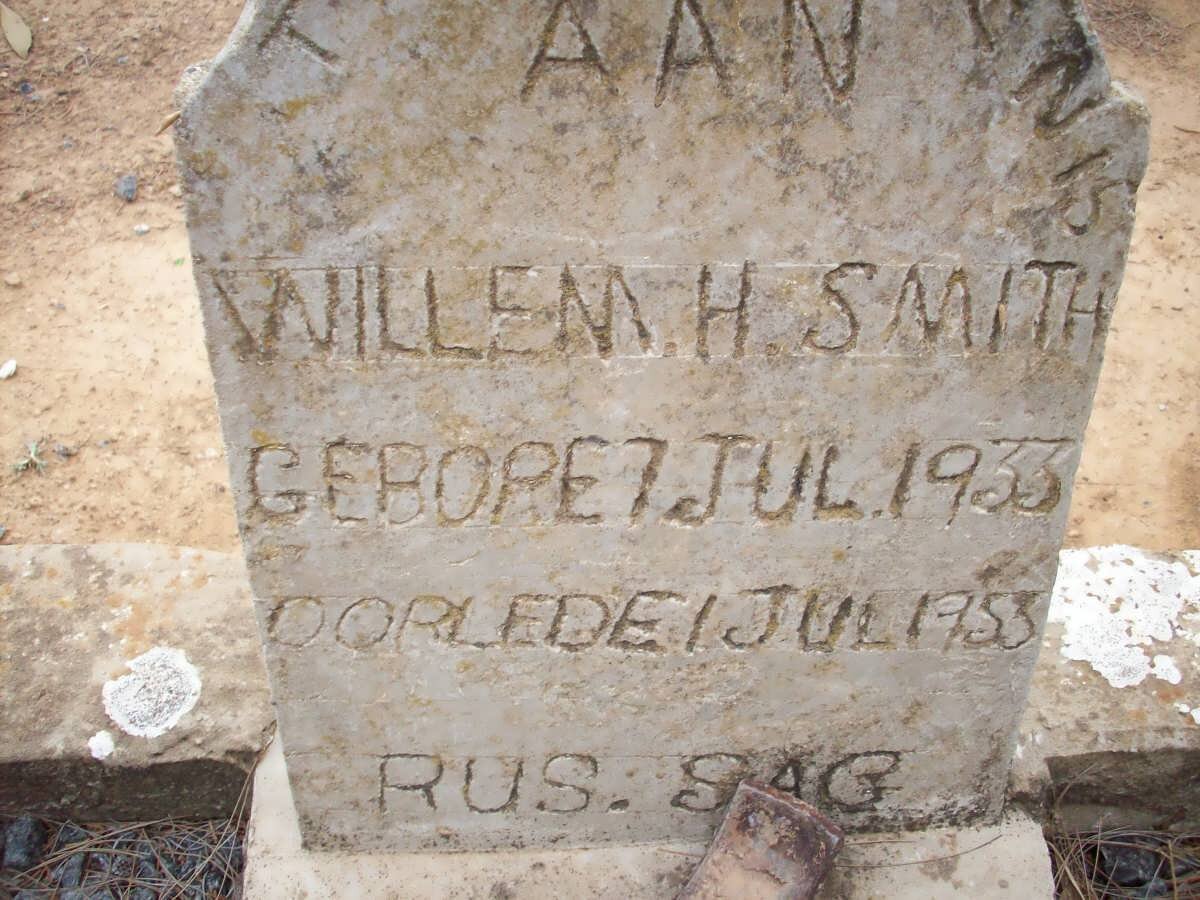 AAN
WILLEM. H. SMITH
GEBORE 7 JUL. 1933
OORLEDE 1 JUL 1953
RUS. SAG